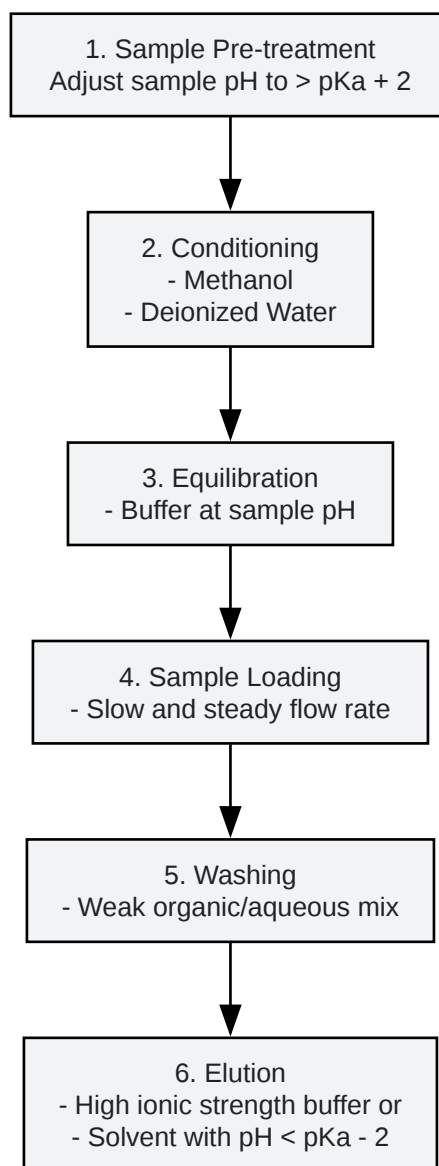 1. Sample Pre-treatment
Adjust sample pH to > pKa + 2
2. Conditioning
- Methanol
- Deionized Water
3. Equilibration
- Buffer at sample pH
4. Sample Loading
- Slow and steady flow rate
5. Washing
- Weak organic/aqueous mix
6. Elution
- High ionic strength buffer or
- Solvent with pH < pKa - 2